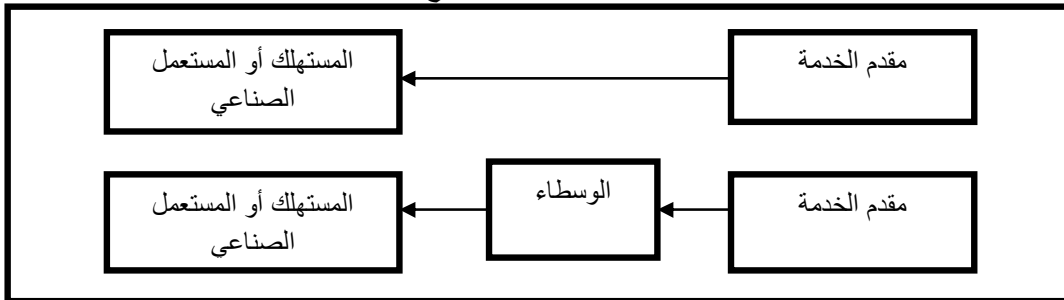 مقدم الخدمة
المستهلك أو المستعمل
الصناعي
مقدم الخدمة
الوسطاء
المستهلك أو المستعمل
الصناعي